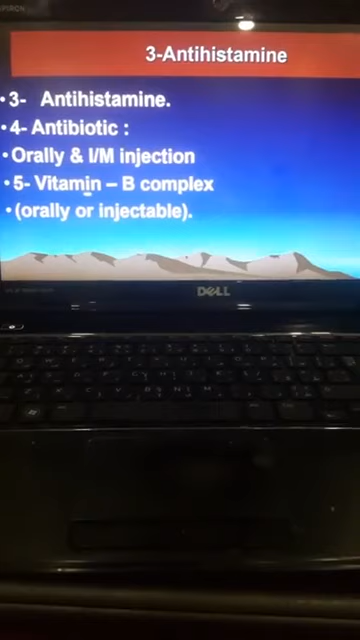 3-Antihistamine
•3- Antihistamine.
•4- Antibiotic :
•Orally & I/M injection
•5- Vitamin – B complex
•(orally or injectable).
DELL